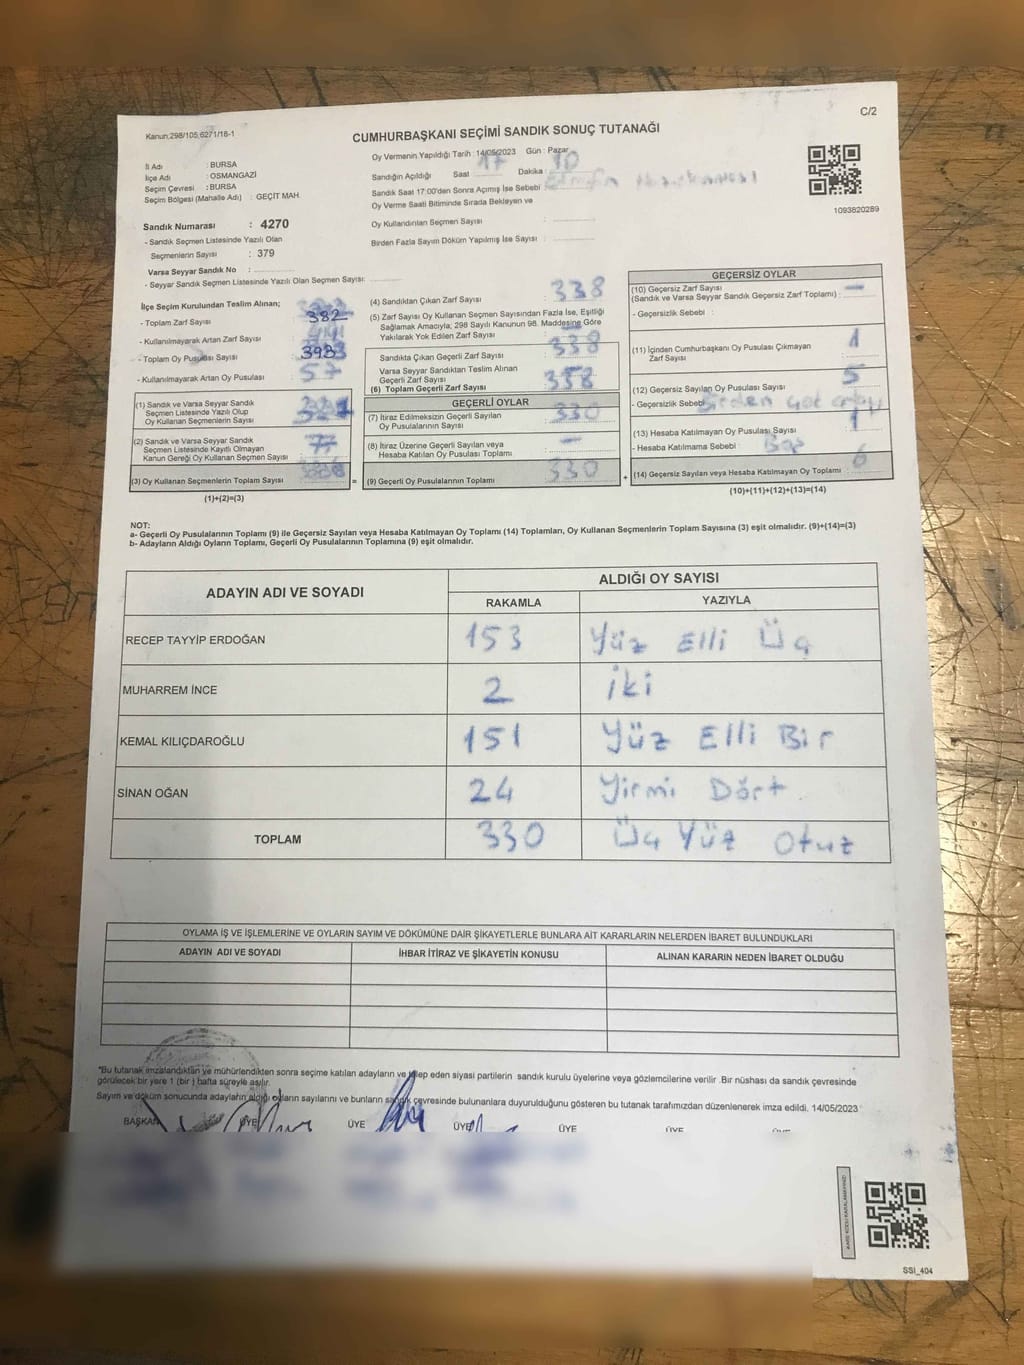 C/2
Kanun;298/105;6271/18-1
CUMHURBAŞKANI SEÇİMİ SANDIK SONUÇ TUTANAĞI
İl Adı : BURSA
İlçe Adı : OSMANGAZİ
Seçim Çevresi : BURSA
Seçim Bölgesi (Mahalle Adı) : GEÇİT MAH.
Sandık Numarası : 4270
- Sandık Seçmen Listesinde Yazılı Olan
Seçmenlerin Sayısı : 379
Varsa Seyyar Sandık No :
- Seyyar Sandık Seçmen Listesinde Yazılı Olan Seçmen Sayısı:
Oy Vermenin Yapıldığı Tarih : 14/05/2023 Gün : Pazar
Sandığın Açıldığı Saat 17 Dakika : 10
Sandık Saat 17:00'den Sonra Açımış İse Sebebi
Oy Verme Saati Bitiminde Sırada Bekleyen ve
Oy Kullandırılan Seçmen Sayısı :
Birden Fazla Sayım Döküm Yapılmış İse Sayısı :
1093820289
İlçe Seçim Kurulundan Teslim Alınan;
- Toplam Zarf Sayısı : 382
- Kullanılmayarak Artan Zarf Sayısı :
- Toplam Oy Pusulası Sayısı :
- Kullanılmayarak Artan Oy Pusulası : 57
(1) Sandık ve Varsa Seyyar Sandık
Seçmen Listesinde Yazılı Olup
Oy Kullanan Seçmenlerin Sayısı :
(2) Sandık ve Varsa Seyyar Sandık
Seçmen Listesinde Kayıtlı Olmayan
Kanun Gereği Oy Kullanan Seçmen Sayısı :
(3) Oy Kullanan Seçmenlerin Toplam Sayısı
(1)+(2)=(3)
(4) Sandıktan Çıkan Zarf Sayısı : 338
(5) Zarf Sayısı Oy Kullanan Seçmen Sayısından Fazla İse, Eşitliği
Sağlamak Amacıyla; 298 Sayılı Kanunun 98. Maddesine Göre
Yakılarak Yok Edilen Zarf Sayısı : —
Sandıkta Çıkan Geçerli Zarf Sayısı : 338
Varsa Seyyar Sandıktan Teslim Alınan
Geçerli Zarf Sayısı
(6) Toplam Geçerli Zarf Sayısı : 338
GEÇERLİ OYLAR
(7) İtiraz Edilmeksizin Geçerli Sayılan
Oy Pusulalarının Sayısı : 330
(8) İtiraz Üzerine Geçerli Sayılan veya
Hesaba Katılan Oy Pusulası Toplamı : —
= (9) Geçerli Oy Pusulalarının Toplamı : 330 +
GEÇERSİZ OYLAR
(10) Geçersiz Zarf Sayısı
(Sandık ve Varsa Seyyar Sandık Geçersiz Zarf Toplamı) : —
- Geçersizlik Sebebi :
(11) İçinden Cumhurbaşkanı Oy Pusulası Çıkmayan
Zarf Sayısı : 1
(12) Geçersiz Sayılan Oy Pusulası Sayısı : 5
- Geçersizlik Sebebi Birden
(13) Hesaba Katılmayan Oy Pusulası Sayısı : 1
- Hesaba Katılmama Sebebi : Boş
(14) Geçersiz Sayılan veya Hesaba Katılmayan Oy Toplamı : 6
(10)+(11)+(12)+(13)=(14)
NOT:
a- Geçerli Oy Pusulalarının Toplamı (9) ile Geçersiz Sayılan veya Hesaba Katılmayan Oy Toplamı (14) Toplamları, Oy Kullanan Seçmenlerin Toplam Sayısına (3) eşit olmalıdır. (9)+(14)=(3)
b- Adayların Aldığı Oyların Toplamı, Geçerli Oy Pusulalarının Toplamına (9) eşit olmalıdır.
ADAYIN ADI VE SOYADI ALDIĞI OY SAYISI
RAKAMLA YAZIYLA
RECEP TAYYİP ERDOĞAN 153 Yüz Elli Üç
MUHARREM İNCE 2 iki
KEMAL KILIÇDAROĞLU 151 Yüz Elli Bir
SİNAN OĞAN 24 Yirmi Dört
TOPLAM 330 Üç Yüz Otuz
OYLAMA İŞ VE İŞLEMLERİNE VE OYLARIN SAYIM VE DÖKÜMÜNE DAİR ŞİKAYETLERLE BUNLARA AİT KARARLARIN NELERDEN İBARET BULUNDUKLARI
ADAYIN ADI VE SOYADI İHBAR İTİRAZ VE ŞİKAYETİN KONUSU ALINAN KARARIN NEDEN İBARET OLDUĞU
"Bu tutanak imzalandıktan ve mühürlendikten sonra seçime katılan adayların ve talep eden siyasi partilerin sandık kurulu üyelerine veya gözlemcilerine verilir .Bir nüshası da sandık çevresinde
görülecek bir yere 1 (bir ) hafta süreyle asılır.
Sayım ve döküm sonucunda adayların aldığı oyların sayılarını ve bunların sandık çevresinde bulunanlara duyurulduğunu gösteren bu tutanak tarafımızdan düzenlenerek imza edildi. 14/05/2023
BAŞKAN ÜYE ÜYE ÜYE ÜYE ÜYE
SSİ_404